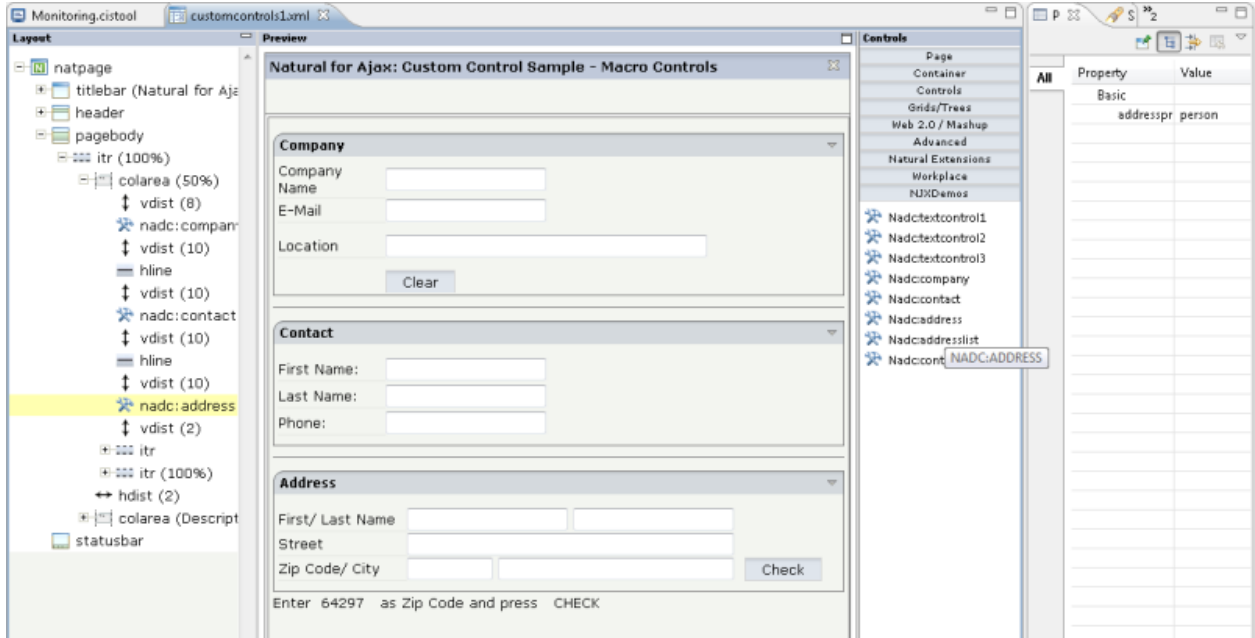 Monitoring.cistool
customcontrols1.xml
P
S
2
Layout
natpage
titlebar (Natural for Aja
header
pagebody
itr (100%)
colarea (50%)
vdist (8)
nadc:compan
vdist (10)
hline
vdist (10)
nadc:contact
vdist (10)
hline
vdist (10)
nadc:address
vdist (2)
itr
itr (100%)
hdist (2)
colarea (Descript
statusbar
Preview
Natural for Ajax: Custom Control Sample - Macro Controls
Company
Company
Name
E-Mail
Location
Clear
Contact
First Name:
Last Name:
Phone:
Address
First/ Last Name
Street
Zip Code/ City
Check
Enter 64297 as Zip Code and press CHECK
Controls
Page
Container
Controls
Grids/Trees
Web 2.0 / Mashup
Advanced
Natural Extensions
Workplace
NJXDemos
Nadc:textcontrol1
Nadc:textcontrol2
Nadc:textcontrol3
Nadc:company
Nadc:contact
Nadc:address
Nadc:addresslist
Nadc:cont
NADC:ADDRESS
All
Property Value
Basic
addresspr person